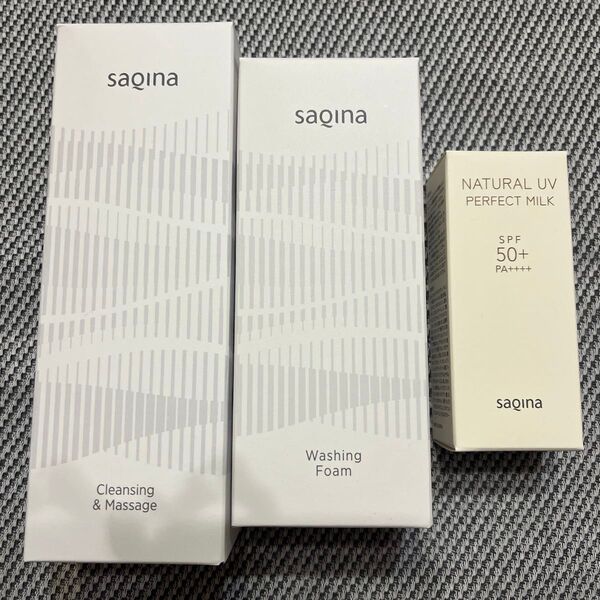 saqina
Cleansing
& Massage
saqina
Washing
Foam
NATURAL UV
PERFECT MILK
SPF
50+
PA++++
saqina